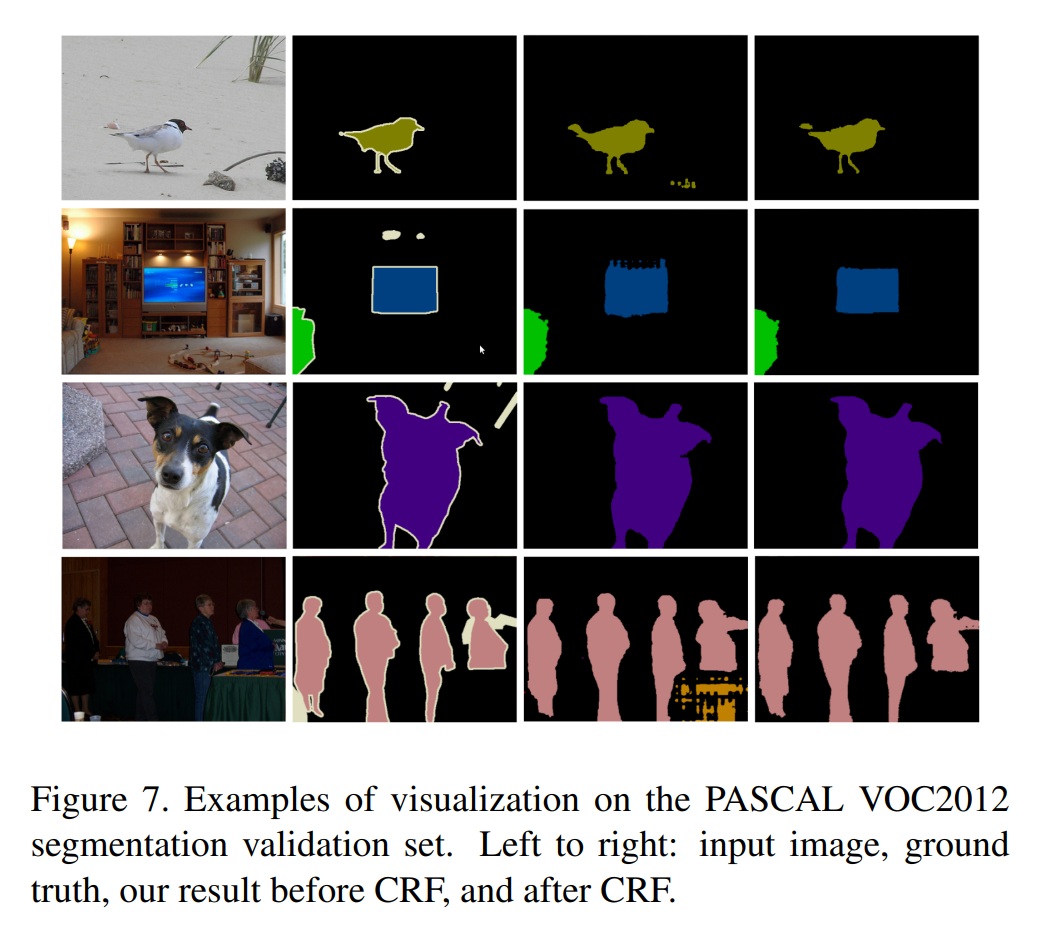 Figure 7. Examples of visualization on the PASCAL VOC2012
segmentation validation set. Left to right: input image, ground
truth, our result before CRF, and after CRF.